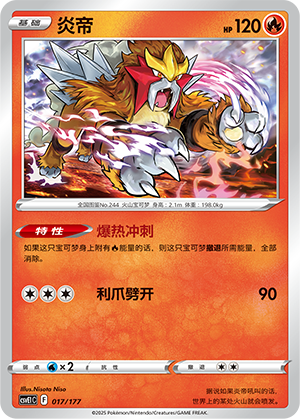 基础 炎帝 HP 120
全国图鉴No.244 火山宝可梦 身高：2.1m 体重：198.0kg
特性 爆热冲刺
如果这只宝可梦身上附有能量的话，则这只宝可梦撤退所需能量，全部
消除。
利爪劈开 90
弱点 ×2 抗性
撤退
据说如果炎帝吼叫的话，
世界上的某处火山就会喷发。
Illus.Nisota Niso
F 017/177
©2025 Pokémon/Nintendo/Creatures/GAME FREAK.